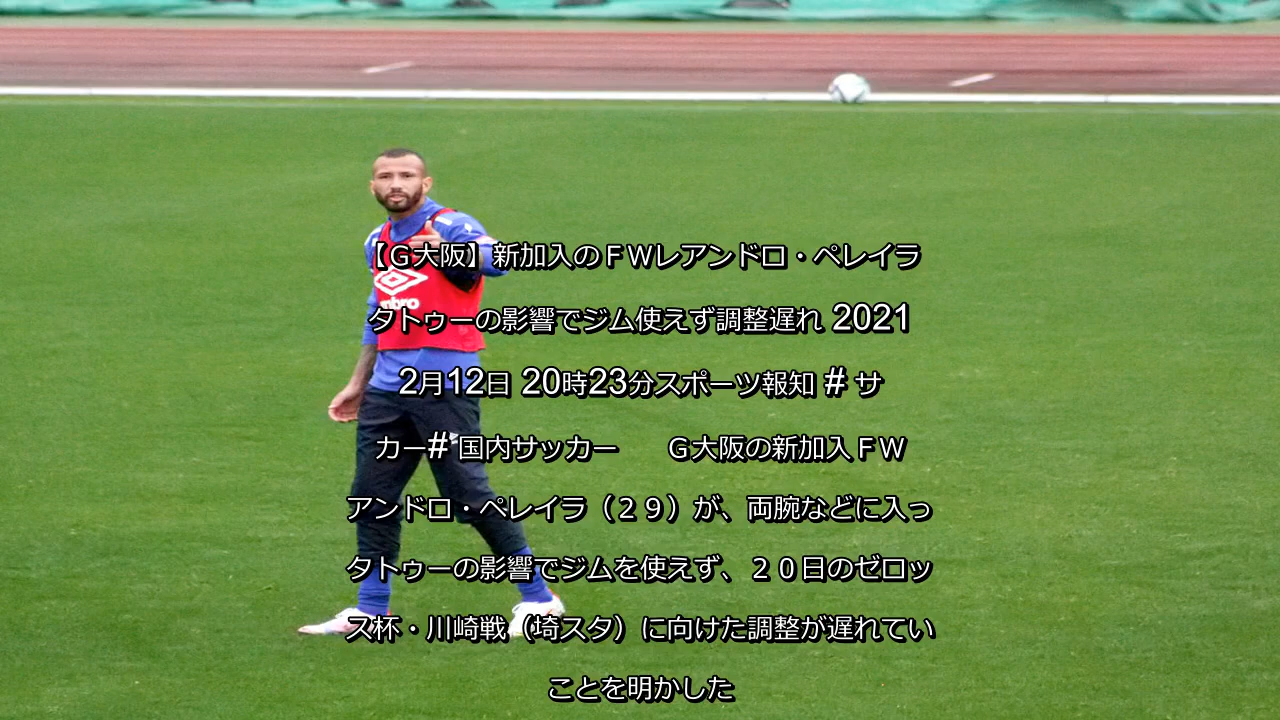 【Ｇ大阪】新加入のＦＷレアンドロ・ペレイラ
タトゥーの影響でジム使えず調整遅れ 2021
2月12日 20時23分スポーツ報知 # サ
カー# 国内サッカー　　Ｇ大阪の新加入ＦＷ
アンドロ・ペレイラ（２９）が、両腕などに入っ
タトゥーの影響でジムを使えず、２０日のゼロッ
ス杯・川崎戦（埼スタ）に向けた調整が遅れてい
ことを明かした
mbro